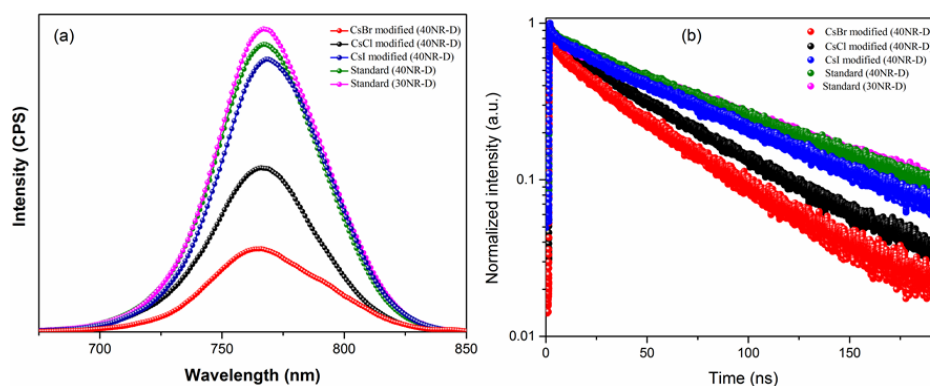 (a)
CsBr modified (40NR-D)
CsCl modified (40NR-D)
CsI modified (40NR-D)
Standard (40NR-D)
Standard (30NR-D)
Intensity (CPS)
700 750 800 850
Wavelength (nm)
(b)
CsBr modified (40NR-D)
CsCl modified (40NR-D)
CsI modified (40NR-D)
Standard (40NR-D)
Standard (30NR-D)
Normalized intensity (a.u.)
1
0.1
0.01
0 50 100 150
Time (ns)